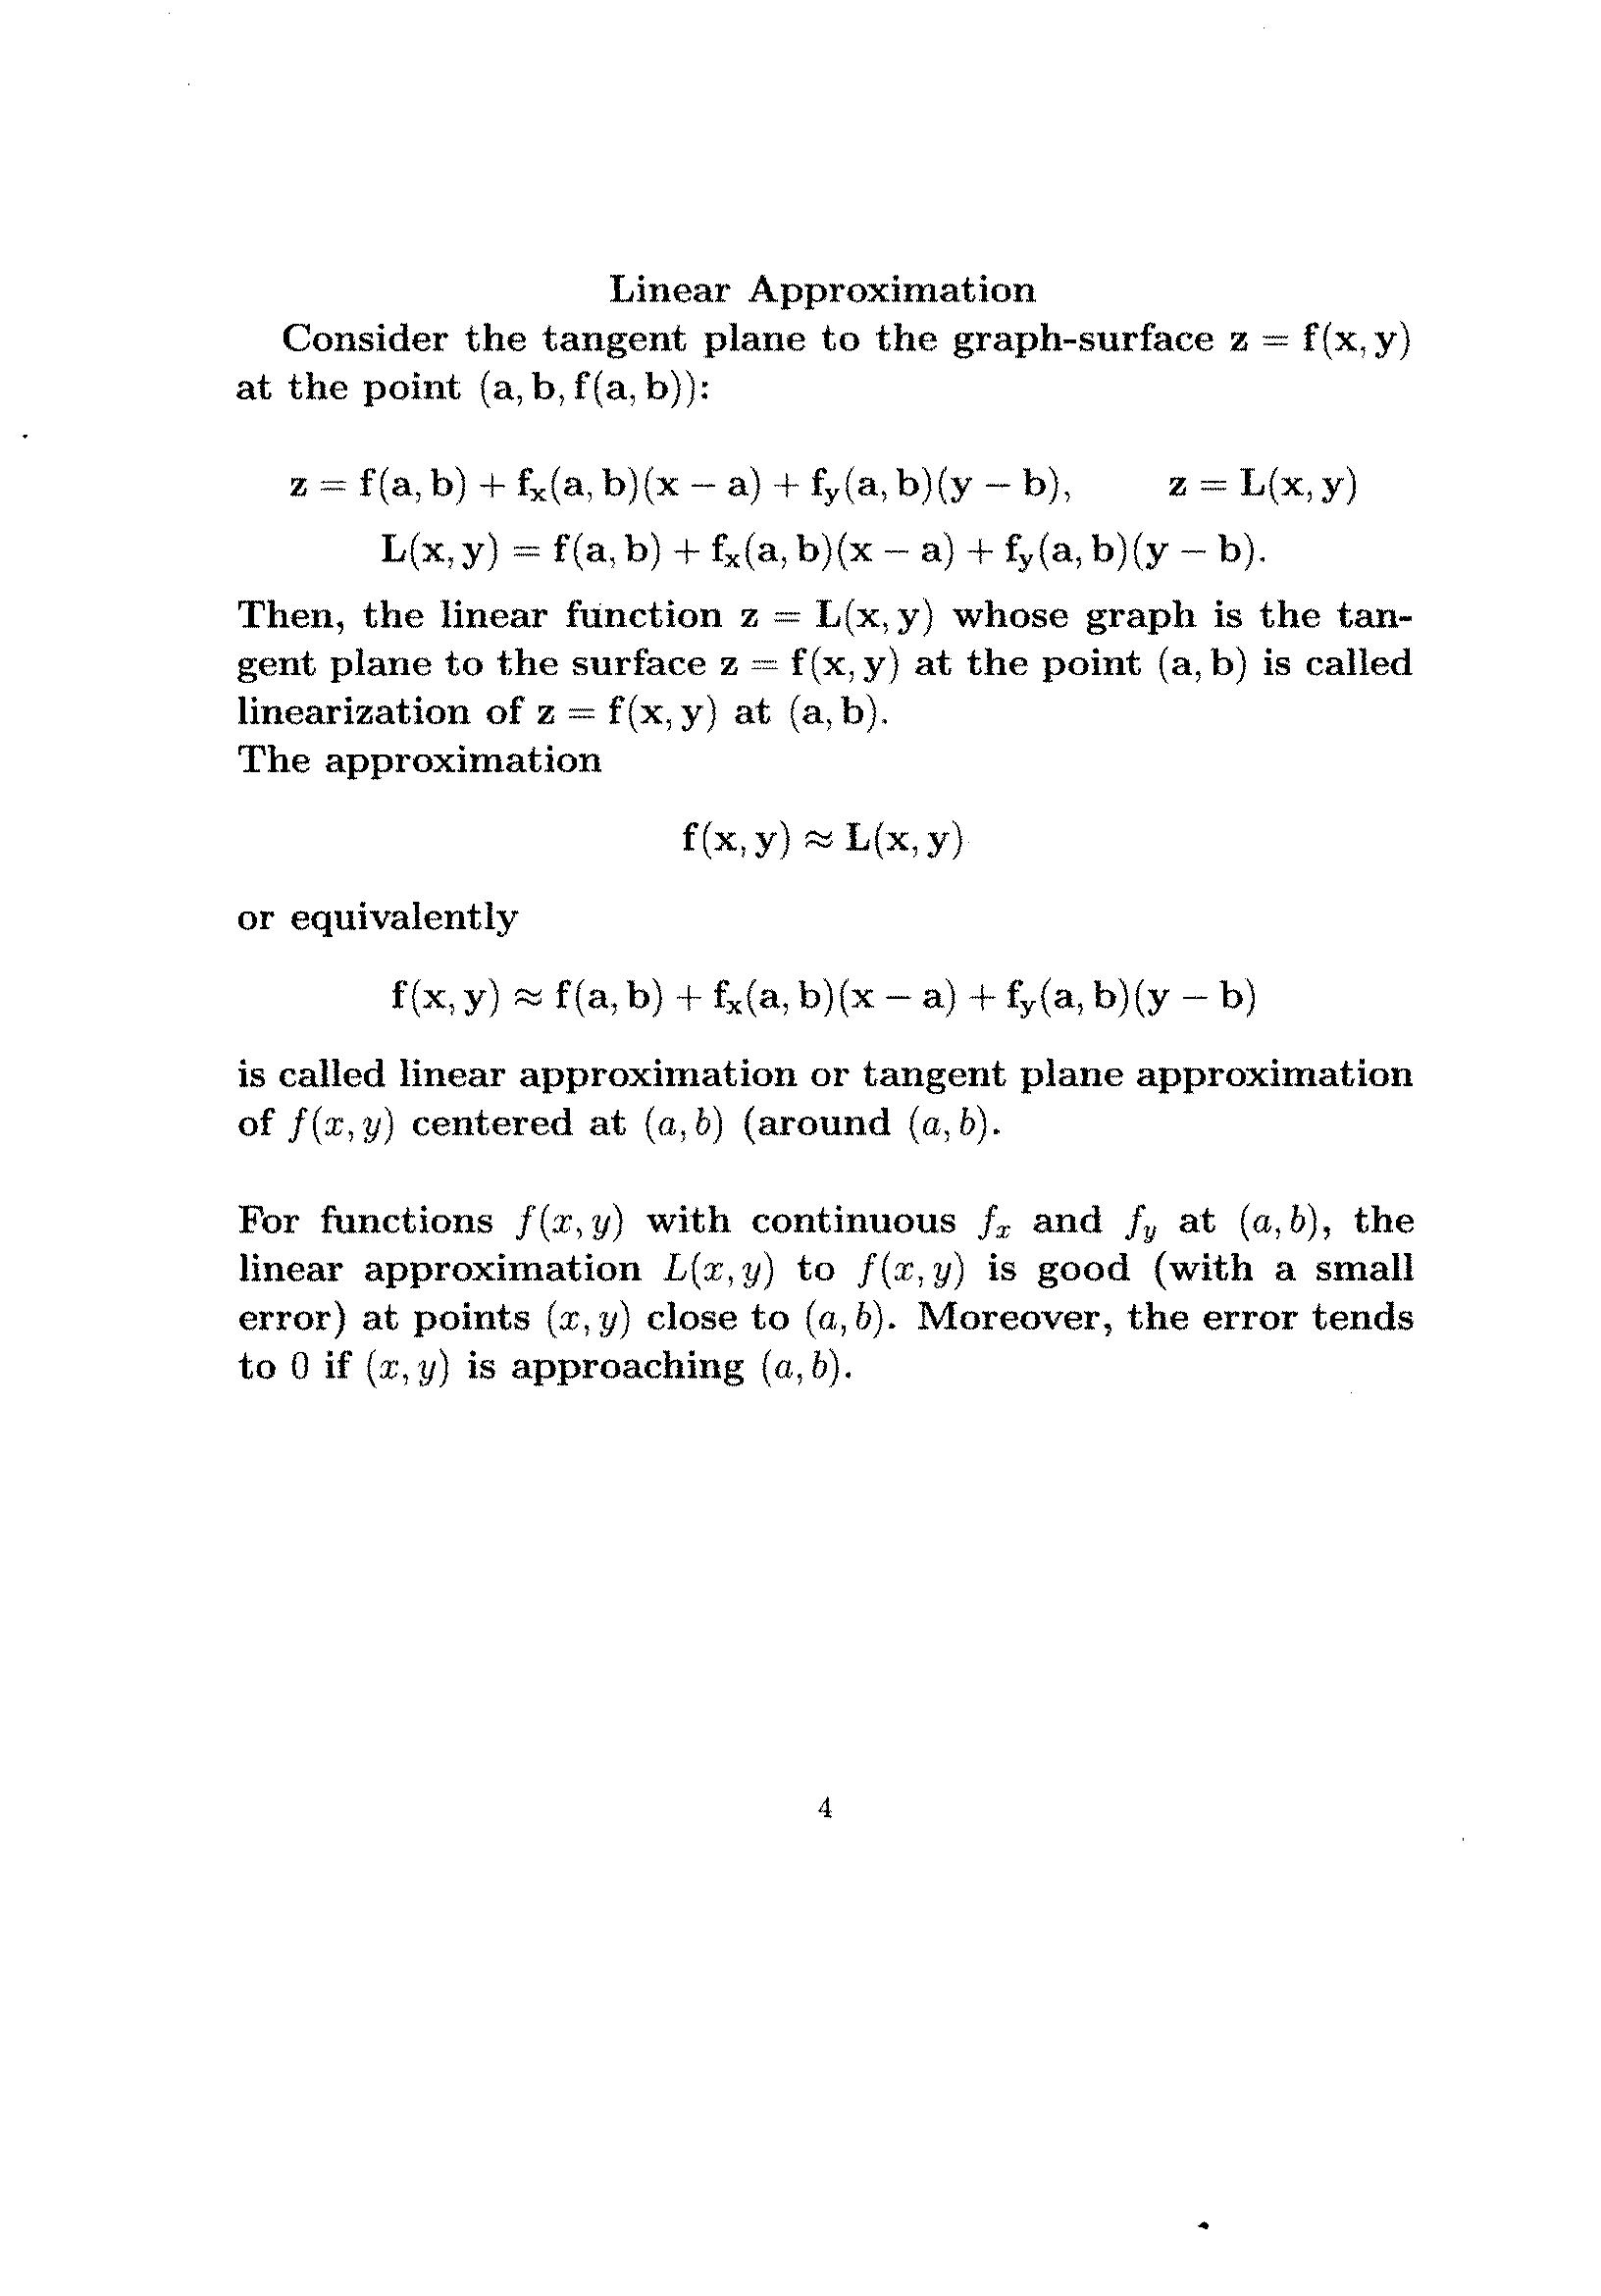 Linear Approximation
Consider the tangent plane to the graph-surface z = f(x, y)
at the point (a, b, f(a, b)):
z = f(a, b) + fₓ(a, b)(x − a) + f_y(a, b)(y − b), z = L(x, y)
L(x, y) = f(a, b) + fₓ(a, b)(x − a) + f_y(a, b)(y − b).
Then, the linear function z = L(x, y) whose graph is the tan-
gent plane to the surface z = f(x, y) at the point (a, b) is called
linearization of z = f(x, y) at (a, b).
The approximation
f(x, y) ≈ L(x, y)
or equivalently
f(x, y) ≈ f(a, b) + fₓ(a, b)(x − a) + f_y(a, b)(y − b)
is called linear approximation or tangent plane approximation
of f(x, y) centered at (a, b) (around (a, b).
For functions f(x, y) with continuous fₓ and f_y at (a, b), the
linear approximation L(x, y) to f(x, y) is good (with a small
error) at points (x, y) close to (a, b). Moreover, the error tends
to 0 if (x, y) is approaching (a, b).
4